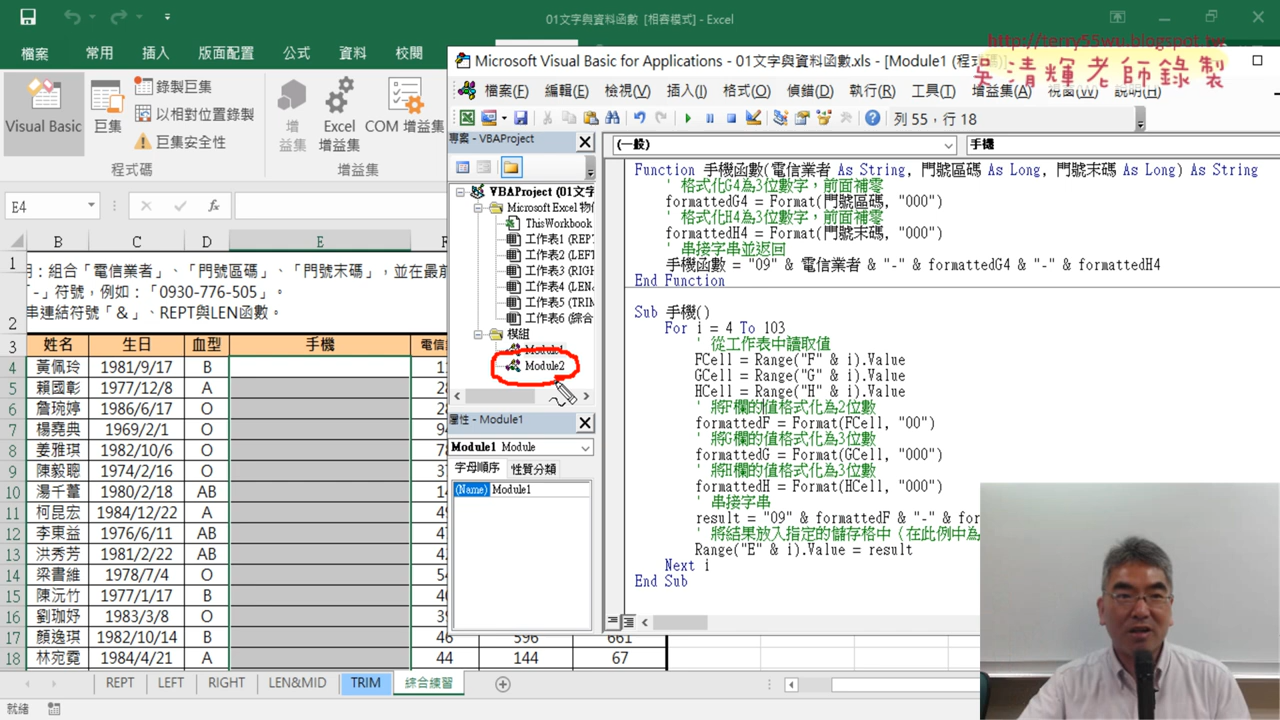 01文字與資料函數 [相容模式] - Excel
http://terry55wu.blogspot.tw
吳清輝老師錄製
檔案 常用 插入 版面配置 公式 資料 校閱
Visual Basic
巨集
錄製巨集
以相對位置錄製
巨集安全性
程式碼
增益集
Excel 增益集
COM 增益集
增益集
E4
fx
B C D E
1
用：組合「電信業者」、「門號區碼」、「門號末碼」，並在最前
「-」符號，例如：「0930-776-505」。
2
串連結符號「&」、REPT與LEN函數。
3 姓名 生日 血型 手機
4 黃佩玲 1981/9/17 B
5 賴國彰 1977/12/8 A
6 詹琬婷 1986/6/17 O
7 楊堯典 1969/2/1 O
8 姜雅琪 1982/10/6 O
9 陳毅聰 1974/2/16 O
10 湯千蕙 1980/2/18 AB
11 柯昆宏 1984/12/22 A
12 李東益 1976/6/11 AB
13 洪秀芳 1981/2/22 AB
14 梁書維 1978/7/4 O
15 陳沅竹 1977/1/17 B
16 劉珈妤 1983/3/8 O
17 顏逸琪 1982/10/14 B 46 596 661
18 林宛霓 1984/4/21 A 44 144 67
REPT LEFT RIGHT LEN&MID TRIM 綜合練習
就緒
Microsoft Visual Basic for Applications - 01文字與資料函數.xls - [Module1 (程式碼)]
檔案(F) 編輯(E) 檢視(V) 插入(I) 格式(O) 偵錯(D) 執行(R) 工具(T) 增益集(A) 視窗(W) 說明(H)
列 55，行 18
專案 - VBAProject
VBAProject (01文字
Microsoft Excel 物件
ThisWorkbook
工作表1 (REPT
工作表2 (LEFT
工作表3 (RIGH
工作表4 (LEN&
工作表5 (TRIM
工作表6 (綜合
模組
Module1
Module2
屬性 - Module1
Module1 Module
字母順序 性質分類
(Name) Module1
(一般)
手機
Function 手機函數(電信業者 As String, 門號區碼 As Long, 門號末碼 As Long) As String
' 格式化G4為3位數字，前面補零
formattedG4 = Format(門號區碼, "000")
' 格式化H4為3位數字，前面補零
formattedH4 = Format(門號末碼, "000")
' 串接字串並返回
手機函數 = "09" & 電信業者 & "-" & formattedG4 & "-" & formattedH4
End Function
Sub 手機()
For i = 4 To 103
' 從工作表中讀取值
FCell = Range("F" & i).Value
GCell = Range("G" & i).Value
HCell = Range("H" & i).Value
' 將F欄的值格式化為2位數
formattedF = Format(FCell, "00")
' 將G欄的值格式化為3位數
formattedG = Format(GCell, "000")
' 將H欄的值格式化為3位數
formattedH = Format(HCell, "000")
' 串接字串
result = "09" & formattedF & "-" & for
' 將結果放入指定的儲存格中（在此例中為
Range("E" & i).Value = result
Next i
End Sub